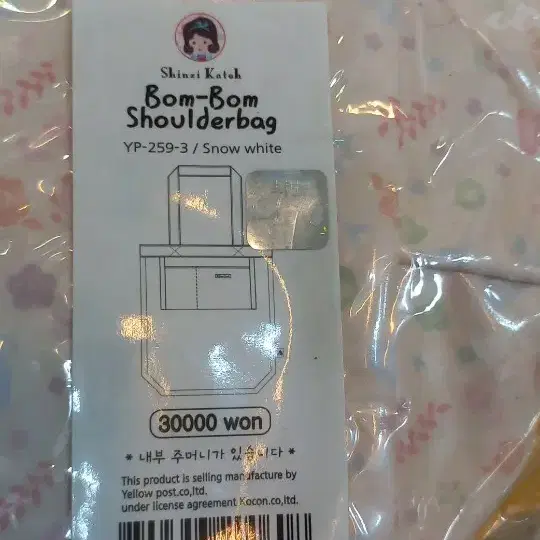 Shinzi Katoh
Bom-Bom
Shoulderbag
YP-259-3 / Snow white
30000 won
* 내부 주머니가 있습니다 *
This product is selling manufacture by
Yellow post.co,ltd.
under license agreement Kocon.co,ltd.